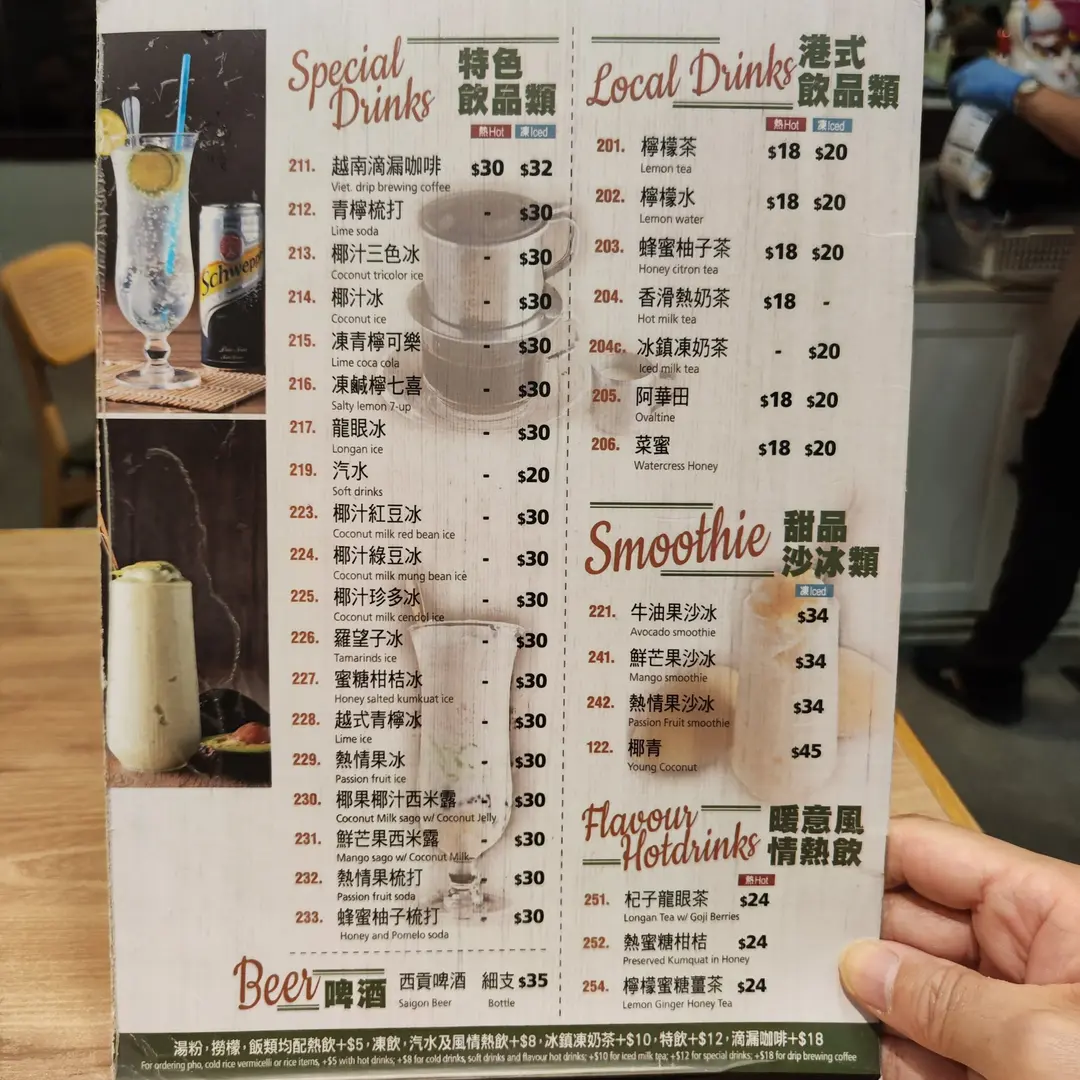 Special Drinks
特色
飲品類
熱Hot 凍Iced
211. 越南滴漏咖啡 $30 $32
Viet. drip brewing coffee
212. 青檸梳打 - $30
Lime soda
213. 椰汁三色冰 - $30
Coconut tricolor ice
214. 椰汁冰 - $30
Coconut ice
215. 凍青檸可樂 - $30
Lime coca cola
216. 凍鹹檸七喜 - $30
Salty lemon 7-up
217. 龍眼冰 - $30
Longan ice
219. 汽水 - $20
Soft drinks
223. 椰汁紅豆冰 - $30
Coconut milk red bean ice
224. 椰汁綠豆冰 - $30
Coconut milk mung bean ice
225. 椰汁珍多冰 - $30
Coconut milk cendol ice
226. 羅望子冰 - $30
Tamarinds ice
227. 蜜糖柑桔冰 - $30
Honey salted kumkuat ice
228. 越式青檸冰 - $30
Lime ice
229. 熱情果冰 - $30
Passion fruit ice
230. 椰果椰汁西米露 - $30
Coconut Milk sago w/ Coconut Jelly
231. 鮮芒果西米露 - $30
Mango sago w/ Coconut Milk
232. 熱情果梳打 - $30
Passion fruit soda
233. 蜂蜜柚子梳打 - $30
Honey and Pomelo soda
Beer 啤酒
西貢啤酒 細支 $35
Saigon Beer Bottle
Local Drinks
港式
飲品類
熱Hot 凍Iced
201. 檸檬茶 $18 $20
Lemon tea
202. 檸檬水 $18 $20
Lemon water
203. 蜂蜜柚子茶 $18 $20
Honey citron tea
204. 香滑熱奶茶 $18 -
Hot milk tea
204c. 冰鎮凍奶茶 - $20
Iced milk tea
205. 阿華田 $18 $20
Ovaltine
206. 菜蜜 $18 $20
Watercress Honey
Smoothie
甜品
沙冰類
凍Iced
221. 牛油果沙冰 $34
Avocado smoothie
241. 鮮芒果沙冰 $34
Mango smoothie
242. 熱情果沙冰 $34
Passion Fruit smoothie
122. 椰青 $45
Young Coconut
Flavour Hotdrinks
暖意風
情熱飲
熱Hot
251. 杞子龍眼茶 $24
Longan Tea w/ Goji Berries
252. 熱蜜糖柑桔 $24
Preserved Kumquat in Honey
254. 檸檬蜜糖薑茶 $24
Lemon Ginger Honey Tea
湯粉，撈檬，飯類均配熱飲+$5，凍飲，汽水及風情熱飲+$8，冰鎮凍奶茶+$10，特飲+$12，滴漏咖啡+$18
For ordering pho, cold rice vermicelli or rice items, +$5 with hot drinks; +$8 for cold drinks, soft drinks and flavour hot drinks; +$10 for iced milk tea; +$12 for special drinks; +$18 for drip brewing coffee